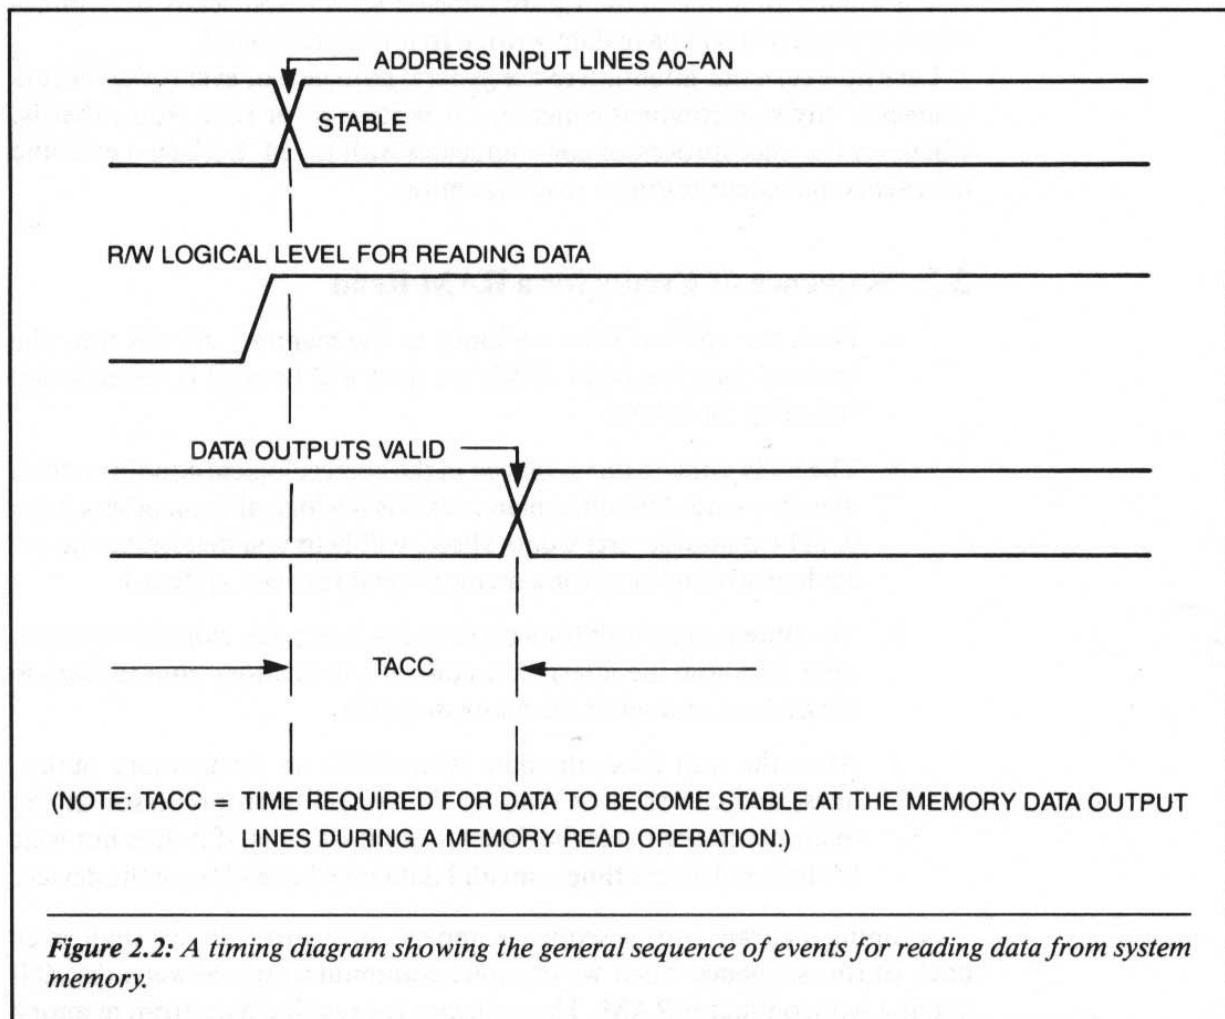 ADDRESS INPUT LINES A0–AN
STABLE
R/W LOGICAL LEVEL FOR READING DATA
DATA OUTPUTS VALID
TACC
(NOTE: TACC = TIME REQUIRED FOR DATA TO BECOME STABLE AT THE MEMORY DATA OUTPUT
LINES DURING A MEMORY READ OPERATION.)
Figure 2.2: A timing diagram showing the general sequence of events for reading data from system
memory.